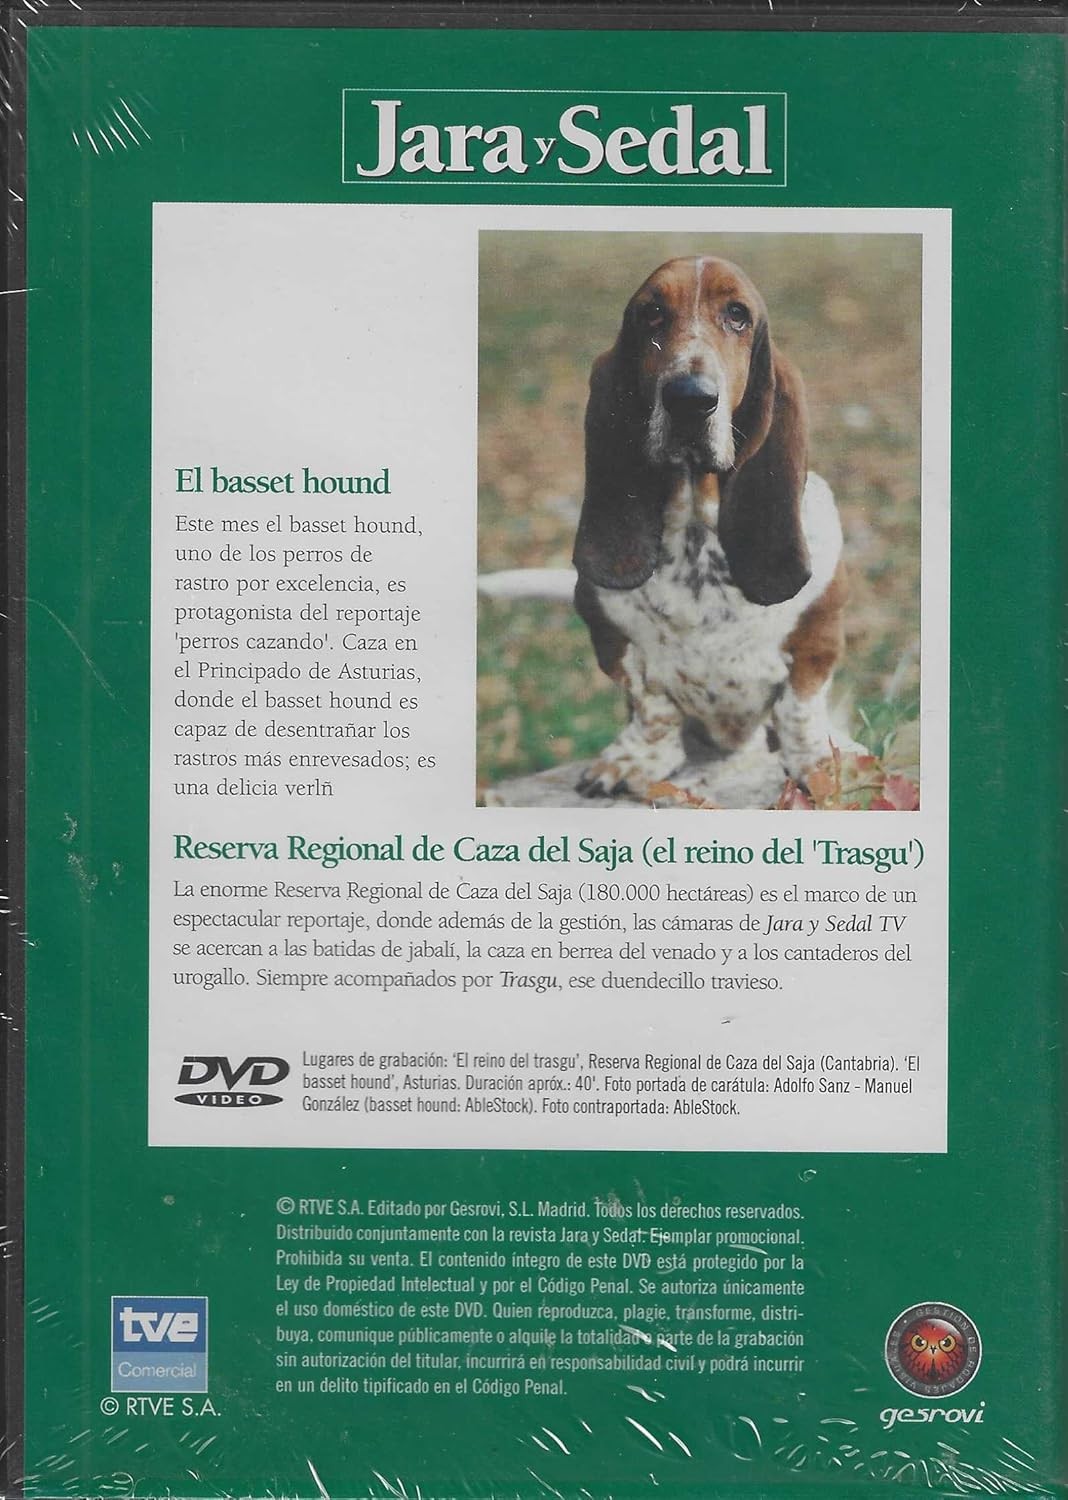 Jara y Sedal
El basset hound
Este mes el basset hound,
uno de los perros de
rastro por excelencia, es
protagonista del reportaje
'perros cazando'. Caza en
el Principado de Asturias,
donde el basset hound es
capaz de desentrañar los
rastros más enrevesados; es
una delicia verlñ
Reserva Regional de Caza del Saja (el reino del 'Trasgu')
La enorme Reserva Regional de Caza del Saja (180.000 hectáreas) es el marco de un
espectacular reportaje, donde además de la gestión, las cámaras de Jara y Sedal TV
se acercan a las batidas de jabalí, la caza en berrea del venado y a los cantaderos del
urogallo. Siempre acompañados por Trasgu, ese duendecillo travieso.
DVD
VIDEO
Lugares de grabación: ‘El reino del trasgu’, Reserva Regional de Caza del Saja (Cantabria). ‘El
basset hound’, Asturias. Duración apróx.: 40'. Foto portada de carátula: Adolfo Sanz - Manuel
González (basset hound: AbleStock). Foto contraportada: AbleStock.
© RTVE S.A. Editado por Gesrovi, S.L. Madrid. Todos los derechos reservados.
Distribuido conjuntamente con la revista Jara y Sedal. Ejemplar promocional.
Prohibida su venta. El contenido íntegro de este DVD está protegido por la
Ley de Propiedad Intelectual y por el Código Penal. Se autoriza únicamente
el uso doméstico de este DVD. Quien reproduzca, plagie, transforme, distri-
buya, comunique públicamente o alquile la totalidad o parte de la grabación
sin autorización del titular, incurrirá en responsabilidad civil y podrá incurrir
en un delito tipificado en el Código Penal.
tve
Comercial
© RTVE S.A.
GESTION DE RODAJES VIRTUALES
gesrovi